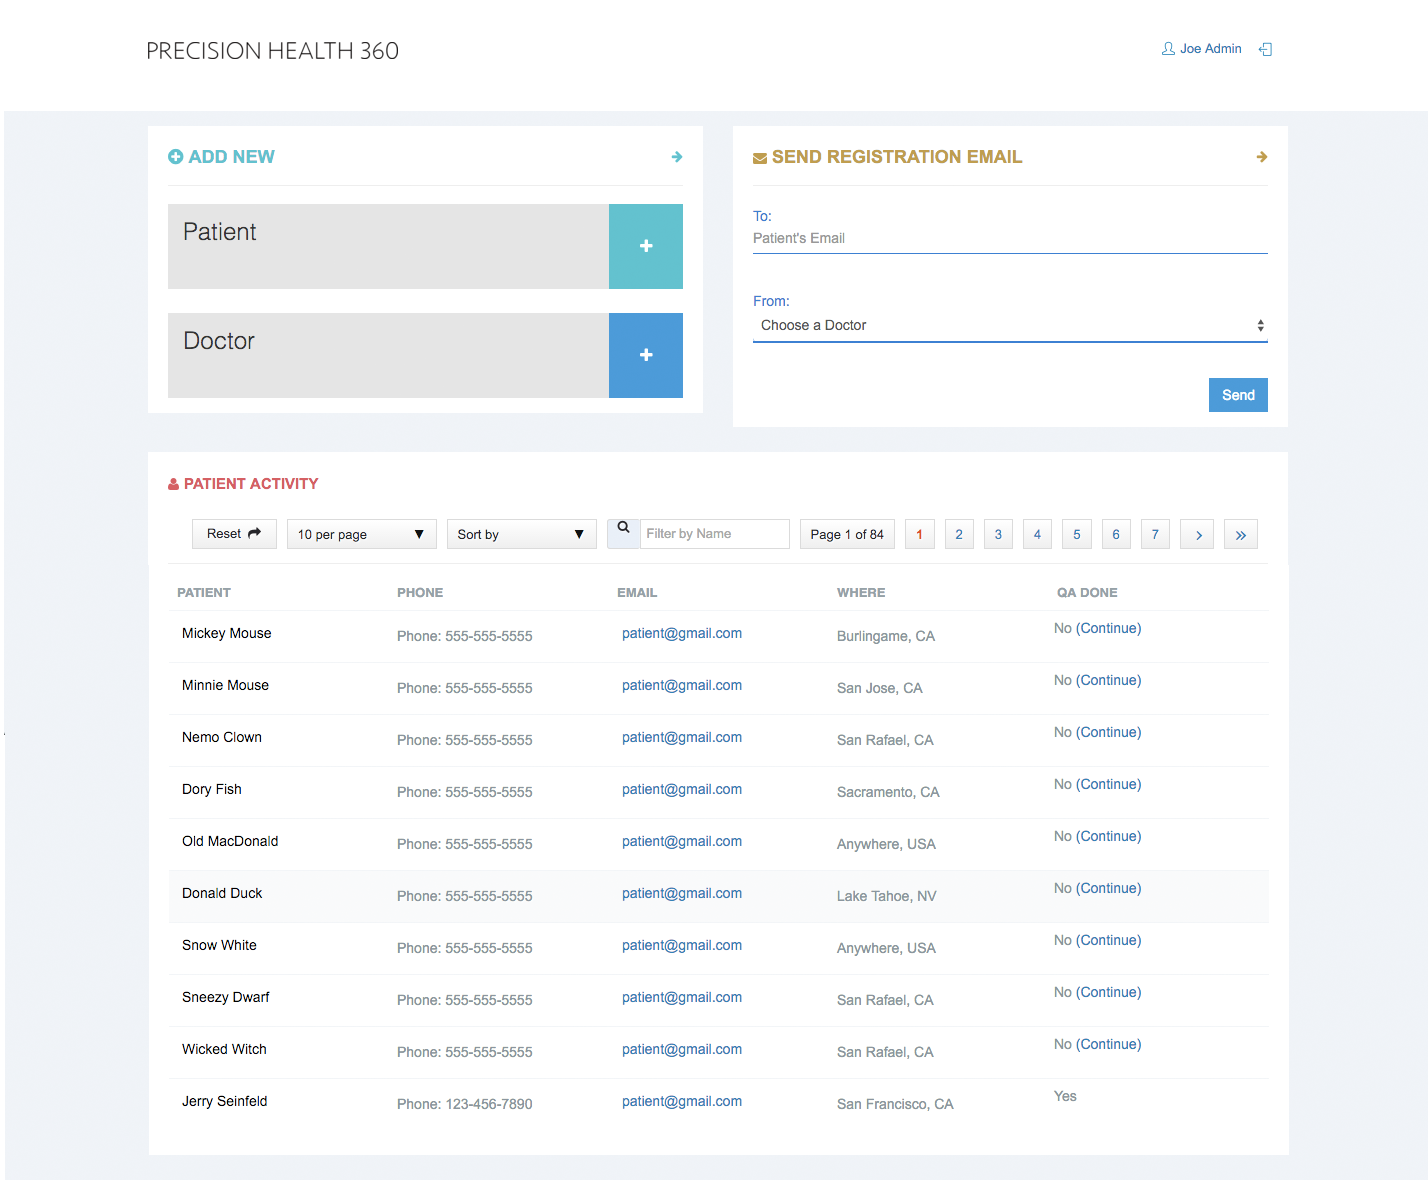 PRECISION HEALTH 360
Joe Admin
ADD NEW
Patient
Doctor
SEND REGISTRATION EMAIL
To:
Patient's Email
From:
Choose a Doctor
Send
PATIENT ACTIVITY
Reset 10 per page Sort by Filter by Name Page 1 of 84 1 2 3 4 5 6 7 > »
PATIENT PHONE EMAIL WHERE QA DONE
Mickey Mouse Phone: 555-555-5555 patient@gmail.com Burlingame, CA No (Continue)
Minnie Mouse Phone: 555-555-5555 patient@gmail.com San Jose, CA No (Continue)
Nemo Clown Phone: 555-555-5555 patient@gmail.com San Rafael, CA No (Continue)
Dory Fish Phone: 555-555-5555 patient@gmail.com Sacramento, CA No (Continue)
Old MacDonald Phone: 555-555-5555 patient@gmail.com Anywhere, USA No (Continue)
Donald Duck Phone: 555-555-5555 patient@gmail.com Lake Tahoe, NV No (Continue)
Snow White Phone: 555-555-5555 patient@gmail.com Anywhere, USA No (Continue)
Sneezy Dwarf Phone: 555-555-5555 patient@gmail.com San Rafael, CA No (Continue)
Wicked Witch Phone: 555-555-5555 patient@gmail.com San Rafael, CA No (Continue)
Jerry Seinfeld Phone: 123-456-7890 patient@gmail.com San Francisco, CA Yes